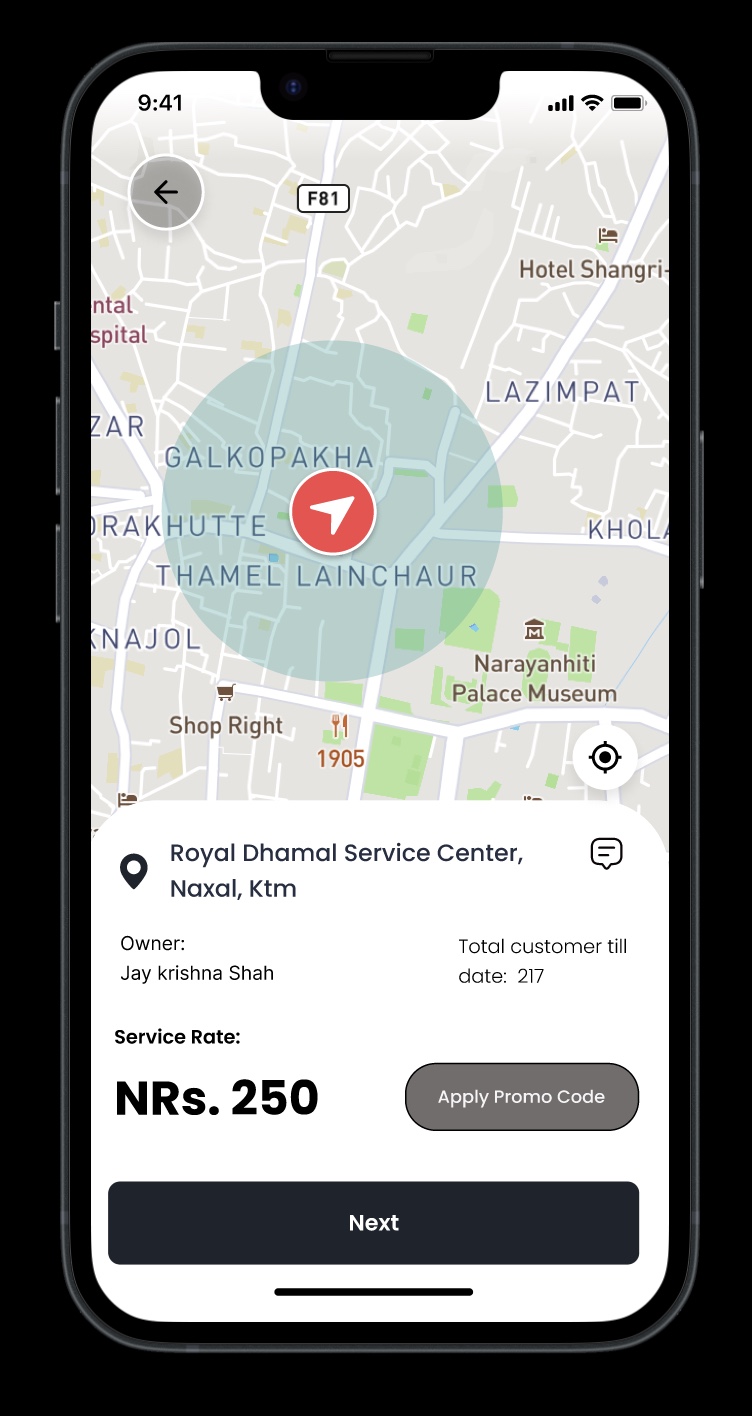 9:41
F81
Hotel Shangri-
ntal
spital
LAZIMPAT
ZAR
GALKOPAKHA
ORAKHUTTE
KHOLA
THAMEL LAINCHAUR
KNAJOL
Narayanhiti
Palace Museum
Shop Right
1905
Royal Dhamal Service Center,
Naxal, Ktm
Owner:
Jay krishna Shah
Total customer till
date: 217
Service Rate:
NRs. 250
Apply Promo Code
Next